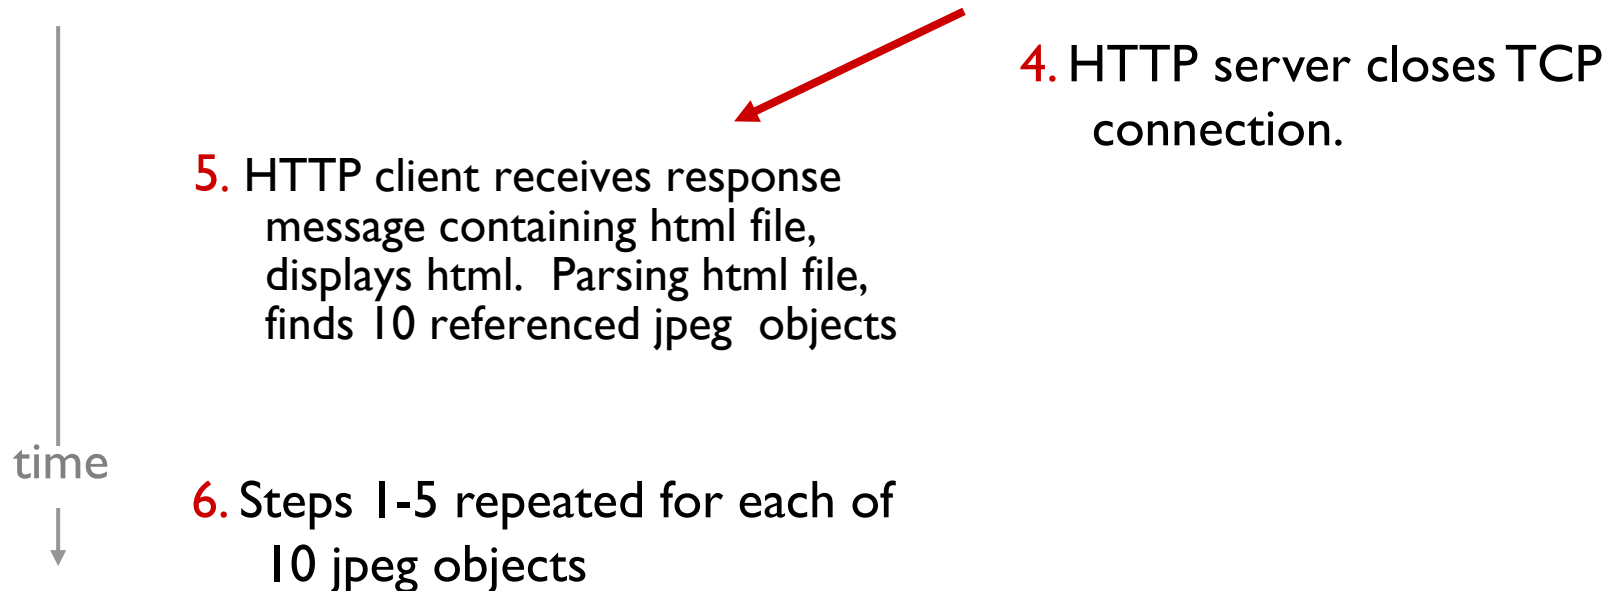 4. HTTP server closes TCP
connection.
5. HTTP client receives response
message containing html file,
displays html. Parsing html file,
finds 10 referenced jpeg objects
time
6. Steps 1-5 repeated for each of
10 jpeg objects